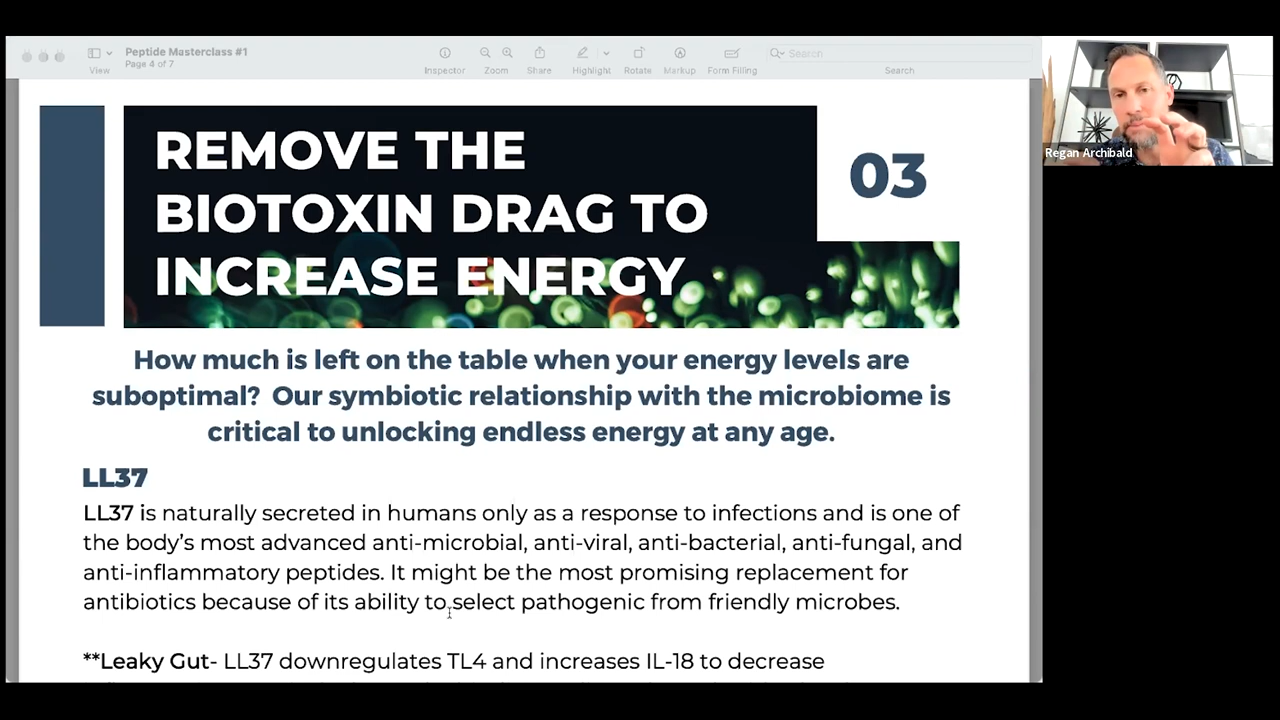 Peptide Masterclass #1
Page 4 of 7
View
Inspector
Zoom
Share
Highlight
Rotate
Markup
Form Filling
Search
Search
Regan Archibald
REMOVE THE
BIOTOXIN DRAG TO
INCREASE ENERGY
03
How much is left on the table when your energy levels are
suboptimal? Our symbiotic relationship with the microbiome is
critical to unlocking endless energy at any age.
LL37
LL37 is naturally secreted in humans only as a response to infections and is one of
the body's most advanced anti-microbial, anti-viral, anti-bacterial, anti-fungal, and
anti-inflammatory peptides. It might be the most promising replacement for
antibiotics because of its ability to select pathogenic from friendly microbes.
**Leaky Gut- LL37 downregulates TL4 and increases IL-18 to decrease